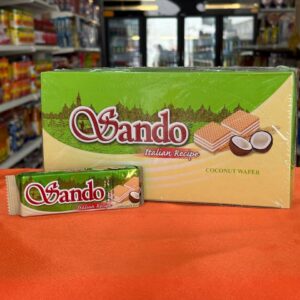 Sando
Italian Recipe
COCONUT WAFER
Sando
Italian Recipe